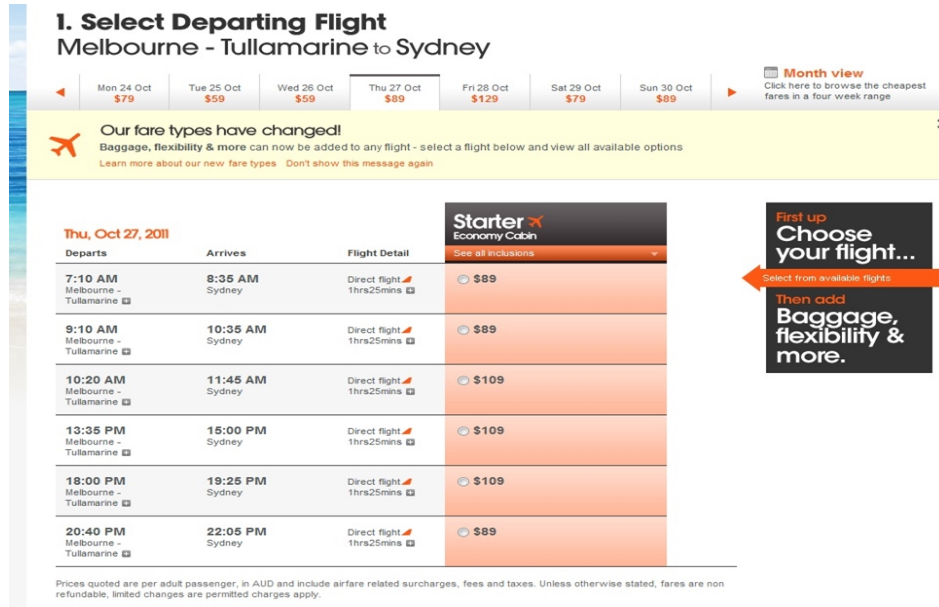 1. Select Departing Flight
Melbourne - Tullamarine to Sydney
Mon 24 Oct
$79
Tue 25 Oct
$59
Wed 26 Oct
$59
Thu 27 Oct
$89
Fri 28 Oct
$129
Sat 29 Oct
$79
Sun 30 Oct
$89
Month view
Click here to browse the cheapest
fares in a four week range
Our fare types have changed!
Baggage, flexibility & more can now be added to any flight - select a flight below and view all available options
Learn more about our new fare types Don't show this message again
Thu, Oct 27, 2011
Starter
Economy Cabin
Departs Arrives Flight Detail See all inclusions
7:10 AM 8:35 AM Direct flight $89
Melbourne - Sydney 1hrs25mins
Tullamarine
9:10 AM 10:35 AM Direct flight $89
Melbourne - Sydney 1hrs25mins
Tullamarine
10:20 AM 11:45 AM Direct flight $109
Melbourne - Sydney 1hrs25mins
Tullamarine
13:35 PM 15:00 PM Direct flight $109
Melbourne - Sydney 1hrs25mins
Tullamarine
18:00 PM 19:25 PM Direct flight $109
Melbourne - Sydney 1hrs25mins
Tullamarine
20:40 PM 22:05 PM Direct flight $89
Melbourne - Sydney 1hrs25mins
Tullamarine
First up
Choose
your flight...
Select from available flights
Then add
Baggage,
flexibility &
more.
Prices quoted are per adult passenger, in AUD and include airfare related surcharges, fees and taxes. Unless otherwise stated, fares are non
refundable, limited changes are permitted charges apply.